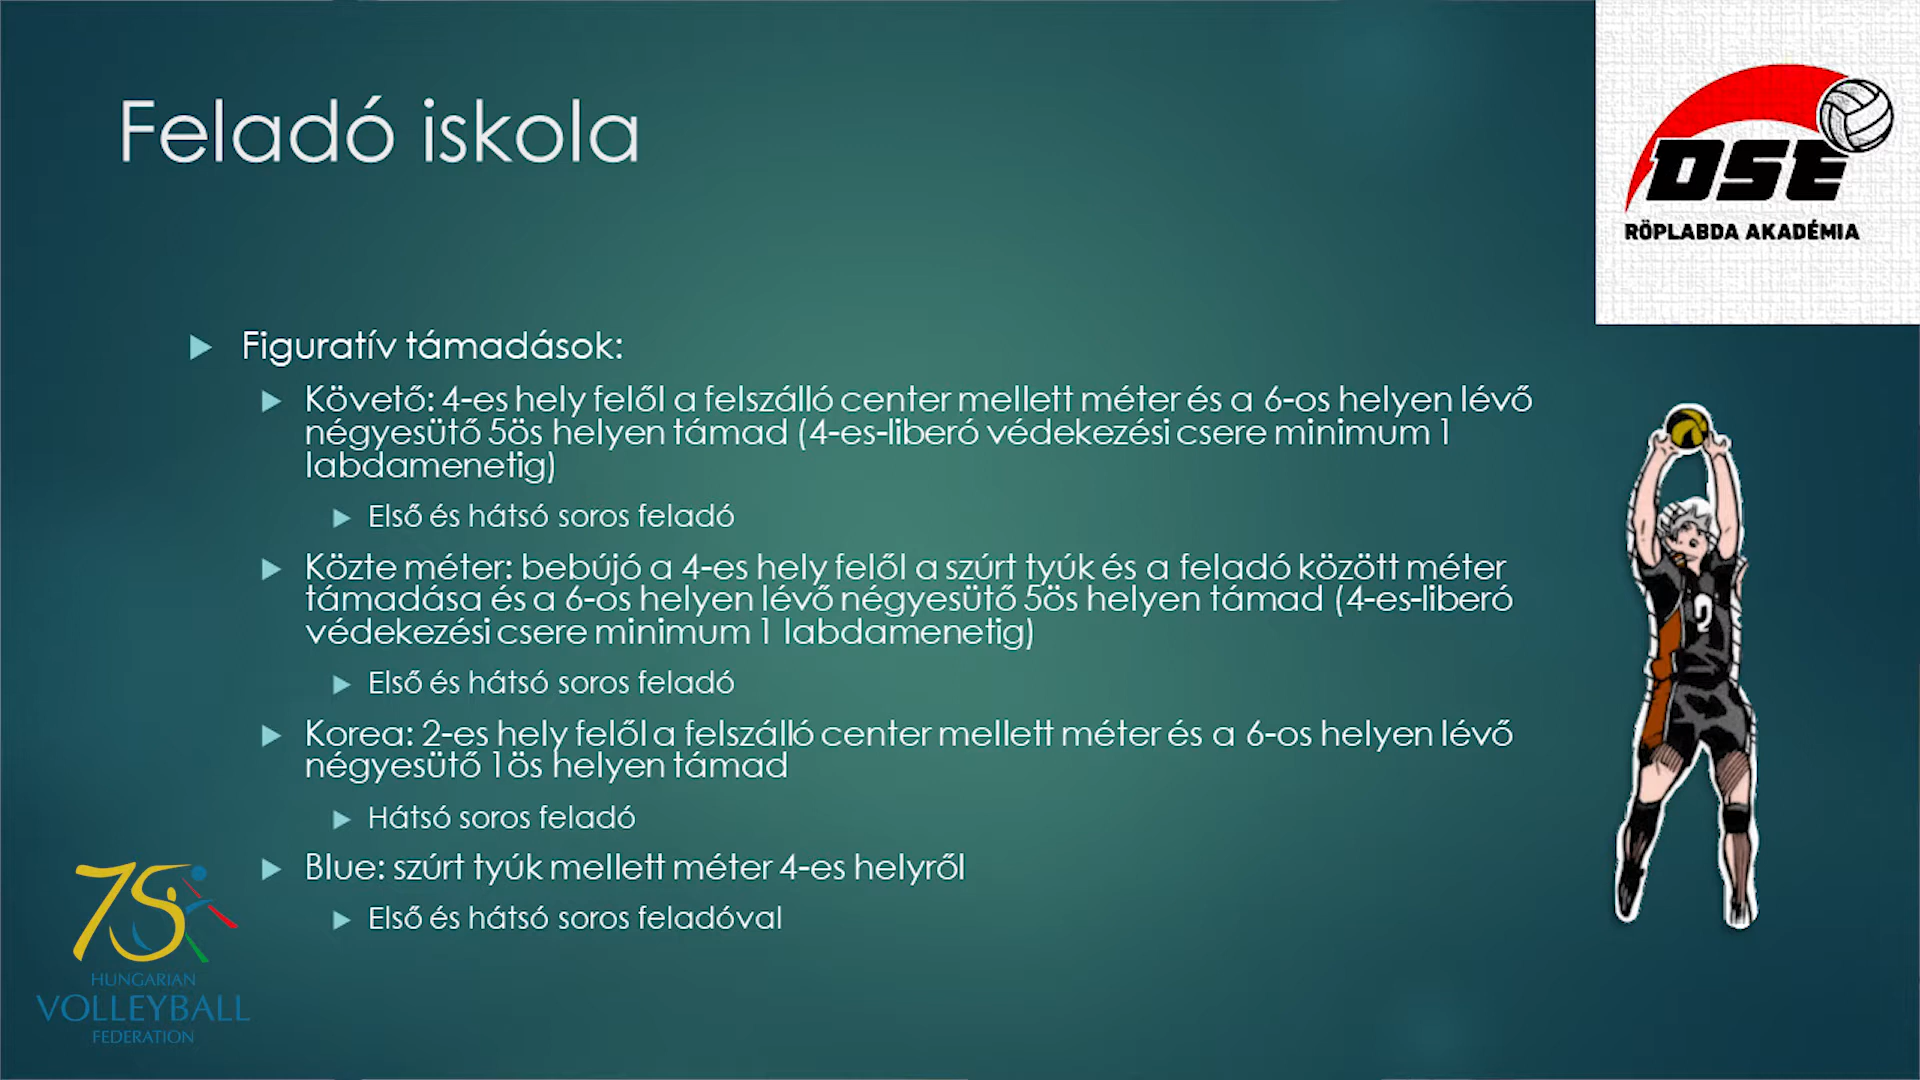 Feladó iskola
DSE
RÖPLABDA AKADÉMIA
Figuratív támadások:
Követő: 4-es hely felől a felszálló center mellett méter és a 6-os helyen lévő
négyesütő 5ös helyen támad (4-es-liberó védekezési csere minimum 1
labdamenetig)
Első és hátsó soros feladó
Közte méter: bebújó a 4-es hely felől a szúrt tyúk és a feladó között méter
támadása és a 6-os helyen lévő négyesütő 5ös helyen támad (4-es-liberó
védekezési csere minimum 1 labdamenetig)
Első és hátsó soros feladó
Korea: 2-es hely felől a felszálló center mellett méter és a 6-os helyen lévő
négyesütő 1ös helyen támad
Hátsó soros feladó
Blue: szúrt tyúk mellett méter 4-es helyről
Első és hátsó soros feladóval
75
HUNGARIAN
VOLLEYBALL
FEDERATION
2